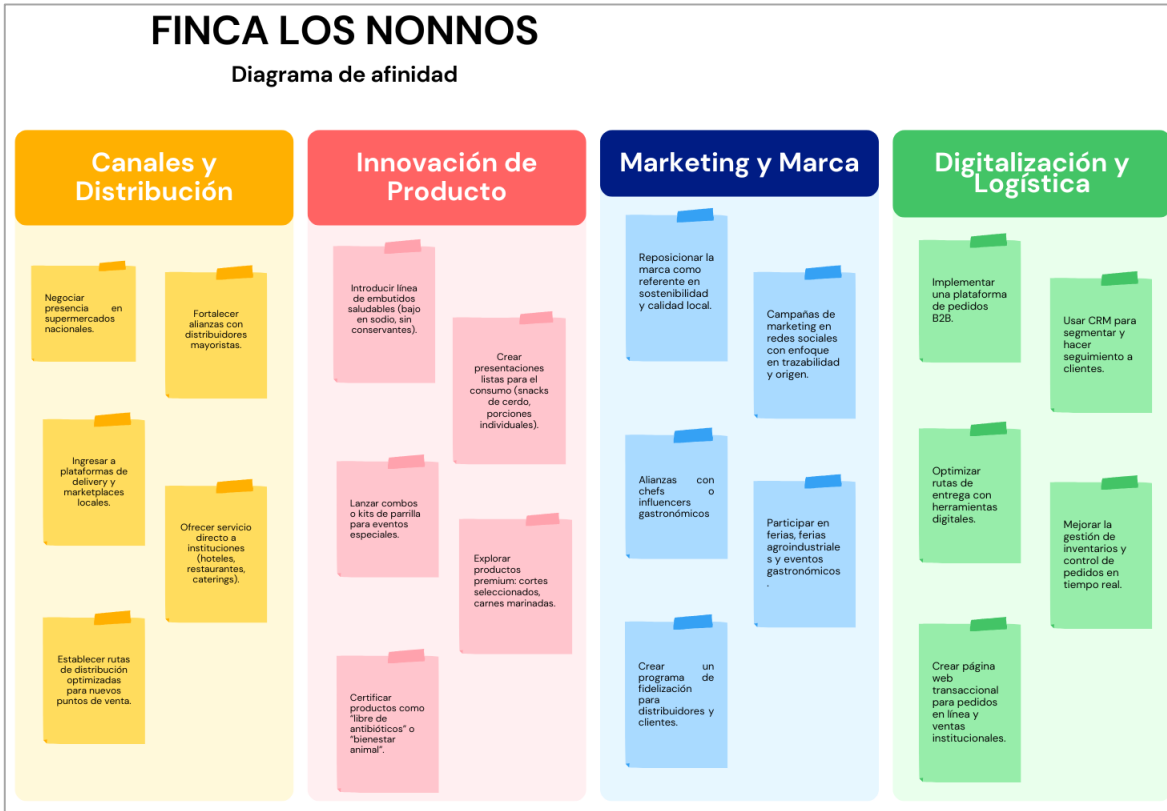 FINCA LOS NONNOS
Diagrama de afinidad
Canales y
Distribución
Negociar
presencia en
supermercados
nacionales.
Fortalecer
alianzas con
distribuidores
mayoristas.
Ingresar a
plataformas de
delivery y
marketplaces
locales.
Ofrecer servicio
directo a
instituciones
(hoteles,
restaurantes,
caterings).
Establecer rutas
de distribución
optimizadas
para nuevos
puntos de venta.
Innovación de
Producto
Introducir línea
de embutidos
saludables (bajo
en sodio, sin
conservantes).
Crear
presentaciones
listas para el
consumo (snacks
de cerdo,
porciones
individuales).
Lanzar combos
o kits de parrilla
para eventos
especiales.
Explorar
productos
premium: cortes
seleccionados,
carnes marinadas.
Certificar
productos como
“libre de
antibióticos” o
“bienestar
animal”.
Marketing y Marca
Reposicionar la
marca como
referente en
sostenibilidad
y calidad local.
Campañas de
marketing en
redes sociales
con enfoque
en trazabilidad
y origen.
Alianzas con
chefs o
influencers
gastronómicos
Participar en
ferias, ferias
agroindustriale
s y eventos
gastronómicos
.
Crear un
programa de
fidelización
para
distribuidores y
clientes.
Digitalización y
Logística
Implementar
una plataforma
de pedidos
B2B.
Usar CRM para
segmentar y
hacer
seguimiento a
clientes.
Optimizar
rutas de
entrega con
herramientas
digitales.
Mejorar la
gestión de
inventarios y
control de
pedidos en
tiempo real.
Crear página
web
transaccional
para pedidos
en línea y
ventas
institucionales.